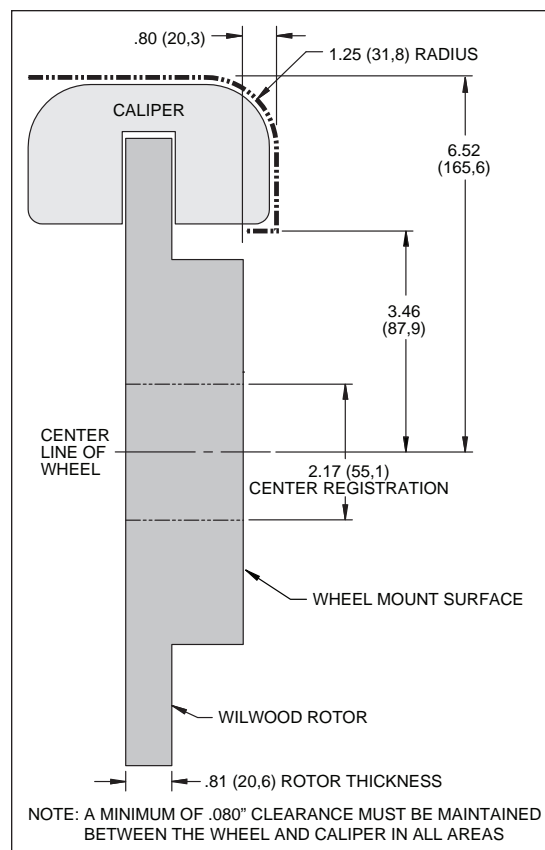 .80 (20,3)
1.25 (31,8) RADIUS
CALIPER
6.52
(165,6)
3.46
(87,9)
CENTER
LINE OF
WHEEL
2.17 (55,1)
CENTER REGISTRATION
WHEEL MOUNT SURFACE
WILWOOD ROTOR
.81 (20,6) ROTOR THICKNESS
NOTE: A MINIMUM OF .080" CLEARANCE MUST BE MAINTAINED
BETWEEN THE WHEEL AND CALIPER IN ALL AREAS